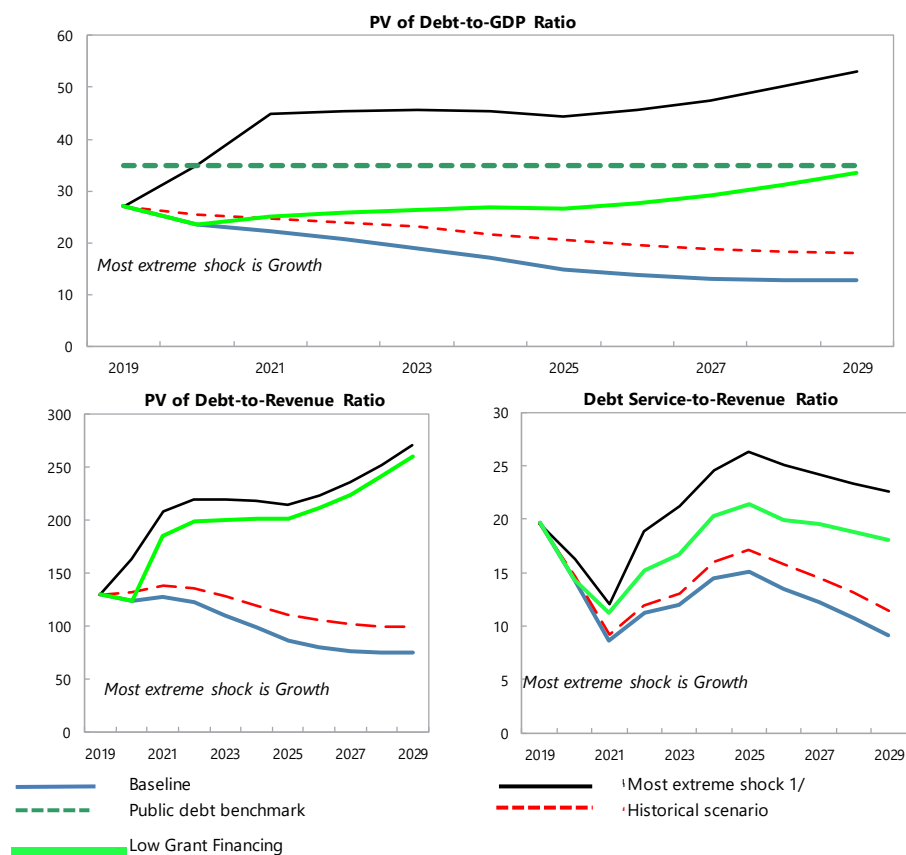 PV of Debt-to-GDP Ratio
60
50
40
30
20
10
0
Most extreme shock is Growth
2019 2021 2023 2025 2027 2029
PV of Debt-to-Revenue Ratio
300
250
200
150
100
50
0
Most extreme shock is Growth
2019 2021 2023 2025 2027 2029
Debt Service-to-Revenue Ratio
30
25
20
15
10
5
0
Most extreme shock is Growth
2019 2021 2023 2025 2027 2029
Baseline
Public debt benchmark
Low Grant Financing
Most extreme shock 1/
Historical scenario